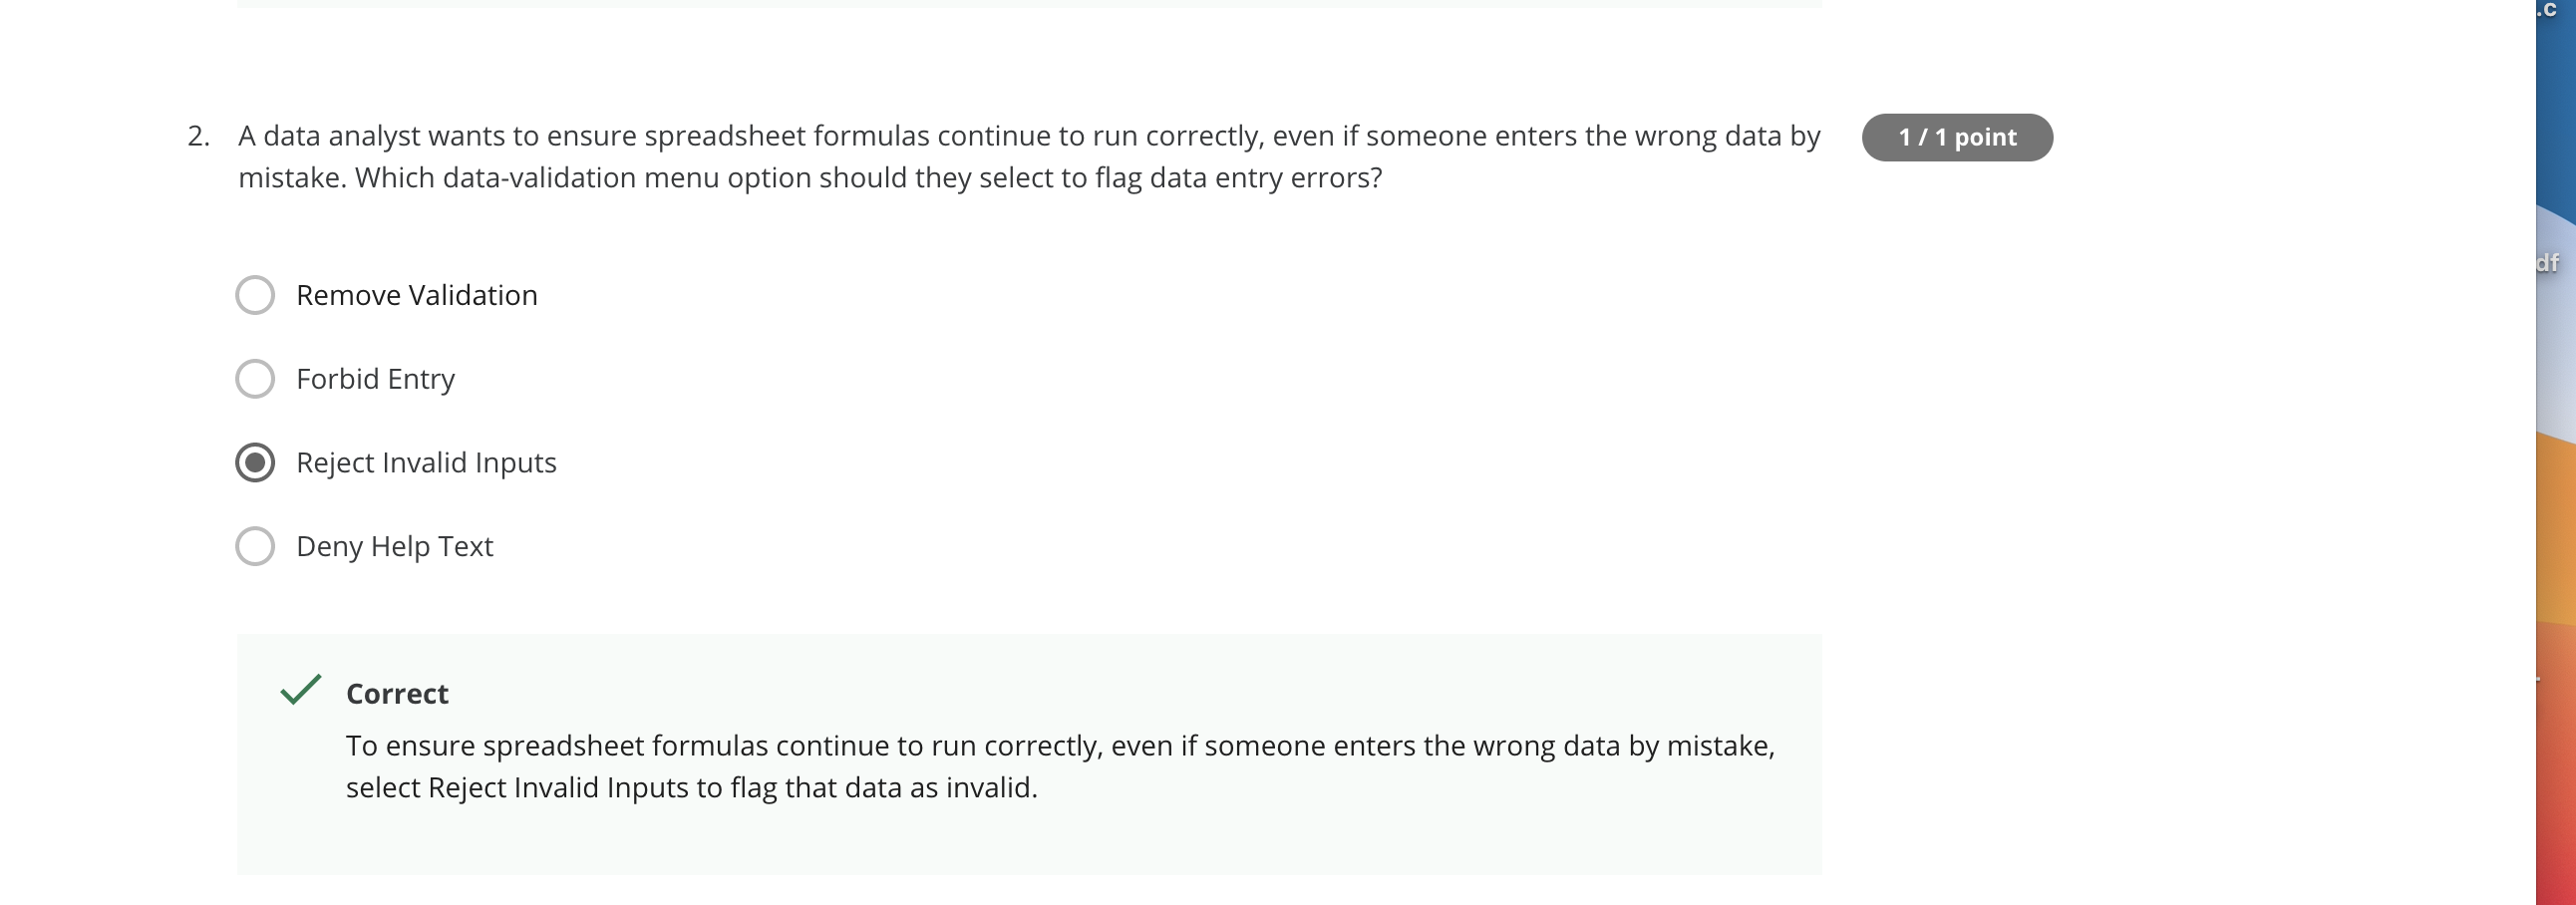 .c
2. A data analyst wants to ensure spreadsheet formulas continue to run correctly, even if someone enters the wrong data by
mistake. Which data-validation menu option should they select to flag data entry errors?
1 / 1 point
df
Remove Validation
Forbid Entry
Reject Invalid Inputs
Deny Help Text
Correct
To ensure spreadsheet formulas continue to run correctly, even if someone enters the wrong data by mistake,
select Reject Invalid Inputs to flag that data as invalid.